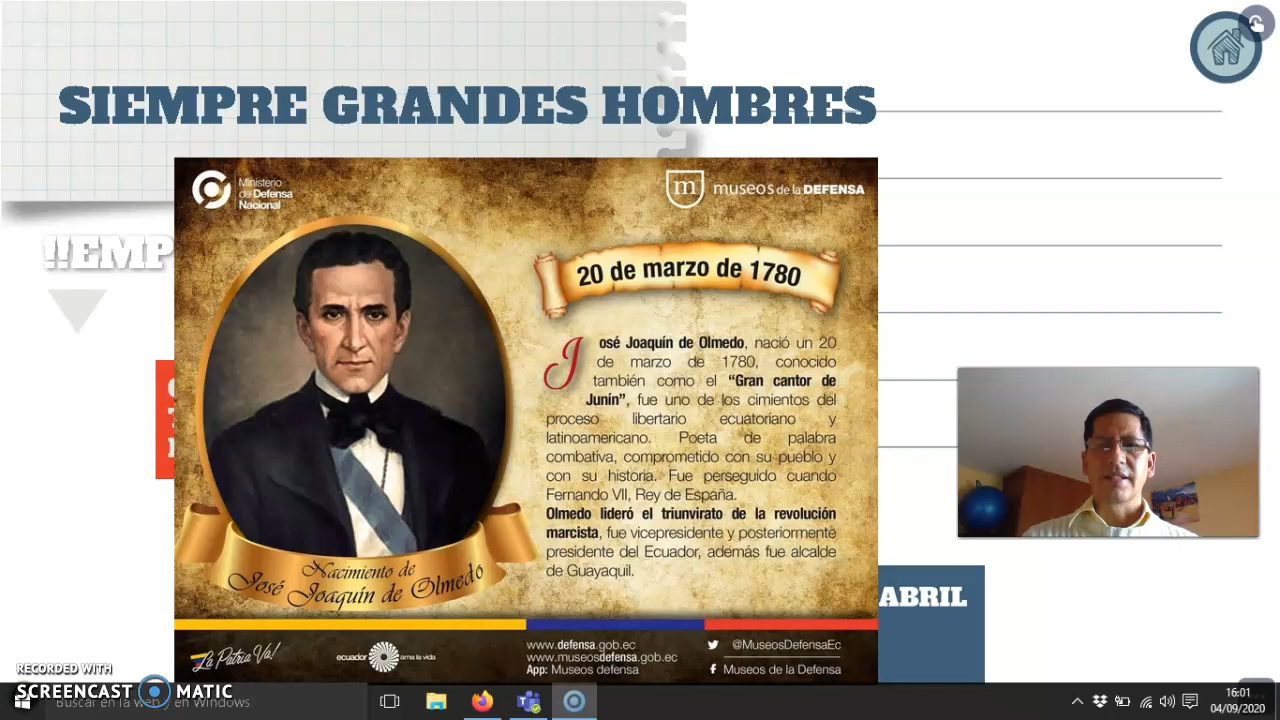 SIEMPRE GRANDES HOMBRES
!!EMP
Ministerio
de Defensa
Nacional
m museos de la DEFENSA
20 de marzo de 1780
José Joaquín de Olmedo, nació un 20
de marzo de 1780, conocido
también como el “Gran cantor de
Junín”, fue uno de los cimientos del
proceso libertario ecuatoriano y
latinoamericano. Poeta de palabra
combativa, comprometido con su pueblo y
con su historia. Fue perseguido cuando
Fernando VII, Rey de España.
Olmedo lideró el triunvirato de la revolución
marcista, fue vicepresidente y posteriormente
presidente del Ecuador, además fue alcalde
de Guayaquil.
Nacimiento de
José Joaquín de Olmedo
ABRIL
La Patria Va!
ecuador ama la vida
www.defensa.gob.ec
www.museosdefensa.gob.ec
App: Museos defensa
@MuseosDefensaEc
Museos de la Defensa
RECORDED WITH
SCREENCAST MATIC
Buscar en la web y en Windows
16:01
04/09/2020